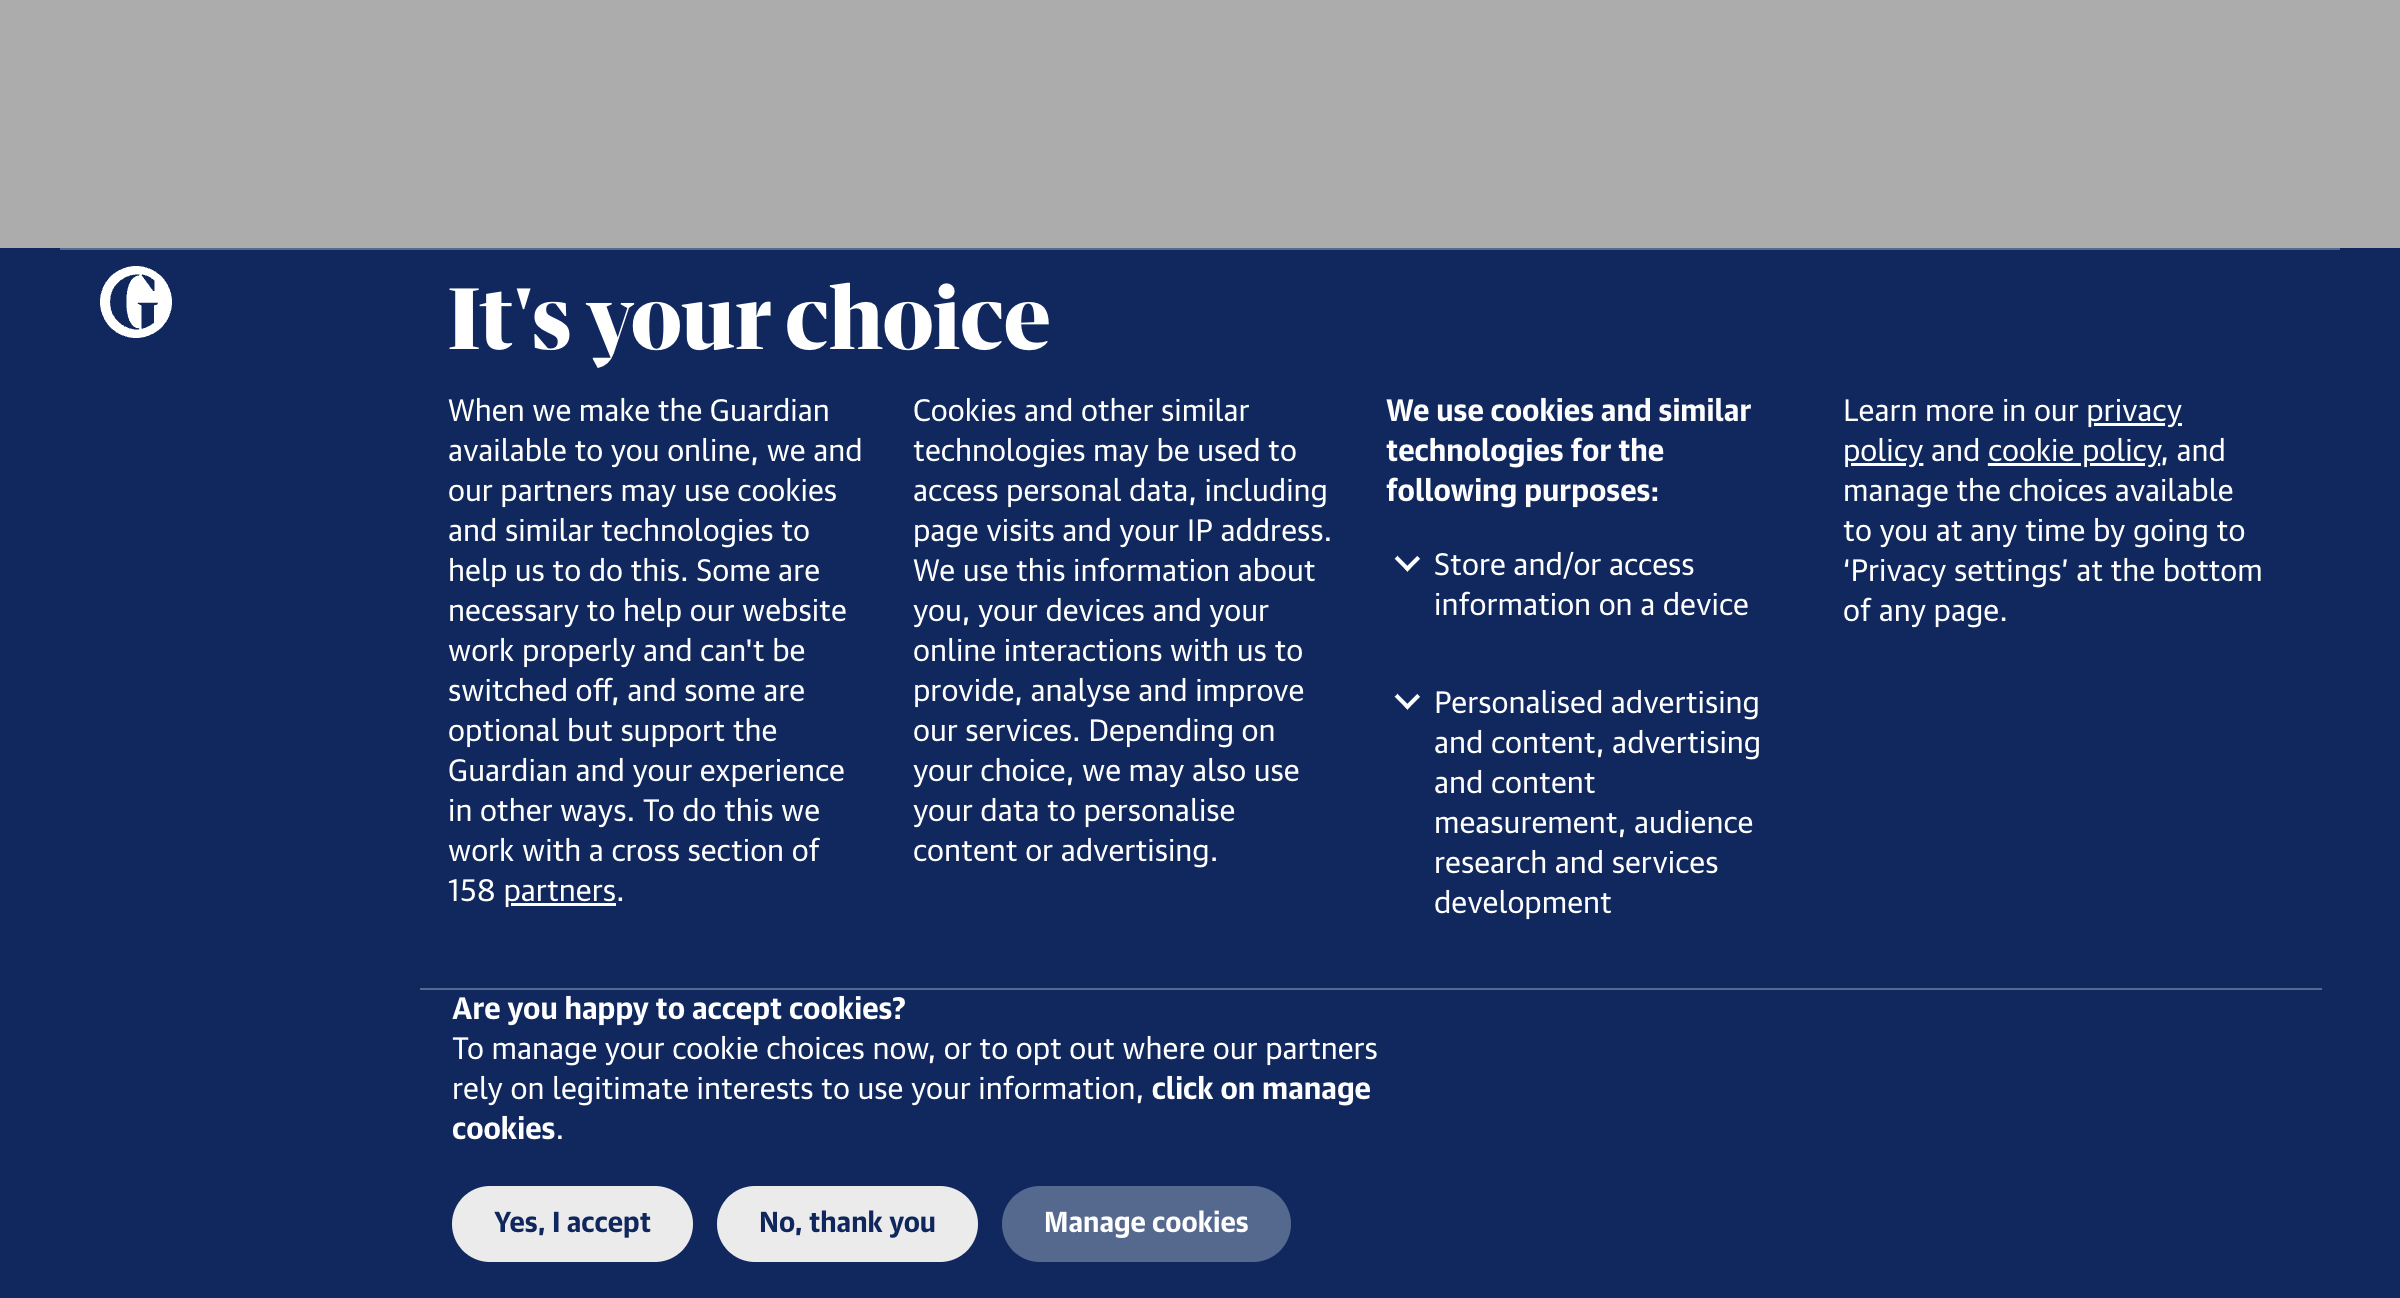 It's your choice
When we make the Guardian
available to you online, we and
our partners may use cookies
and similar technologies to
help us to do this. Some are
necessary to help our website
work properly and can't be
switched off, and some are
optional but support the
Guardian and your experience
in other ways. To do this we
work with a cross section of
158 partners.
Cookies and other similar
technologies may be used to
access personal data, including
page visits and your IP address.
We use this information about
you, your devices and your
online interactions with us to
provide, analyse and improve
our services. Depending on
your choice, we may also use
your data to personalise
content or advertising.
We use cookies and similar
technologies for the
following purposes:
Store and/or access
information on a device
Personalised advertising
and content, advertising
and content
measurement, audience
research and services
development
Learn more in our privacy
policy and cookie policy, and
manage the choices available
to you at any time by going to
‘Privacy settings’ at the bottom
of any page.
Are you happy to accept cookies?
To manage your cookie choices now, or to opt out where our partners
rely on legitimate interests to use your information, click on manage
cookies.
Yes, I accept
No, thank you
Manage cookies